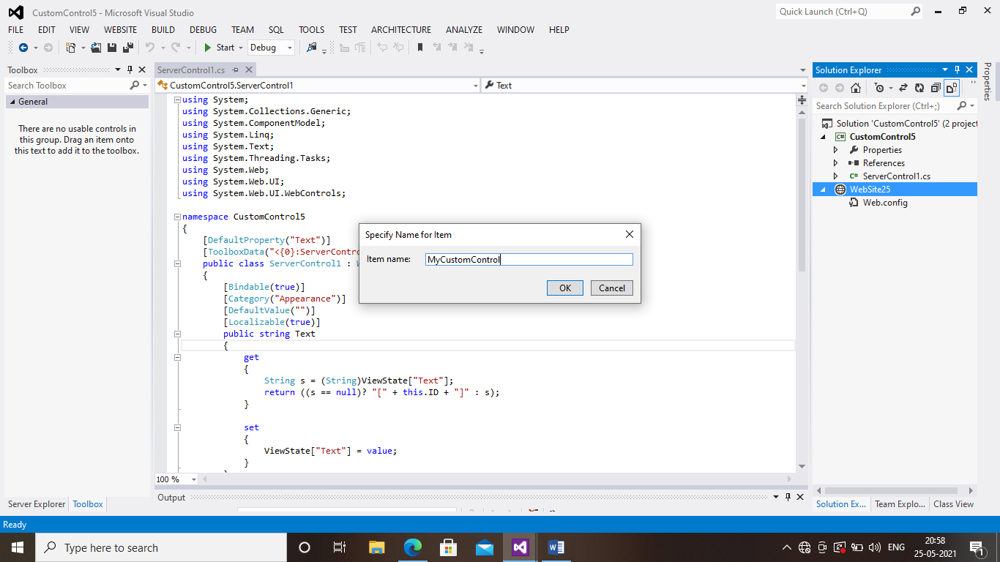 CustomControl5 - Microsoft Visual Studio
Quick Launch (Ctrl+Q)
FILE EDIT VIEW WEBSITE BUILD DEBUG TEAM SQL TOOLS TEST ARCHITECTURE ANALYZE WINDOW HELP
Start Debug
Toolbox
Search Toolbox
General
There are no usable controls in
this group. Drag an item onto
this text to add it to the toolbox.
Server Explorer Toolbox
ServerControl1.cs
CustomControl5.ServerControl1 Text
using System;
using System.Collections.Generic;
using System.ComponentModel;
using System.Linq;
using System.Text;
using System.Threading.Tasks;
using System.Web;
using System.Web.UI;
using System.Web.UI.WebControls;
namespace CustomControl5
{
[DefaultProperty("Text")]
[ToolboxData("<{0}:ServerContro
public class ServerControl1 :
{
[Bindable(true)]
[Category("Appearance")]
[DefaultValue("")]
[Localizable(true)]
public string Text
{
get
{
String s = (String)ViewState["Text"];
return ((s == null)? "[" + this.ID + "]" : s);
}
set
{
ViewState["Text"] = value;
}
100 %
Output
Specify Name for Item
Item name: MyCustomControl
OK Cancel
Solution Explorer
Search Solution Explorer (Ctrl+;)
Solution 'CustomControl5' (2 project
CustomControl5
Properties
References
C# ServerControl1.cs
WebSite25
Web.config
Solution Ex... Team Explo... Class View
Properties
Ready
Type here to search
ENG
20:58
25-05-2021
1